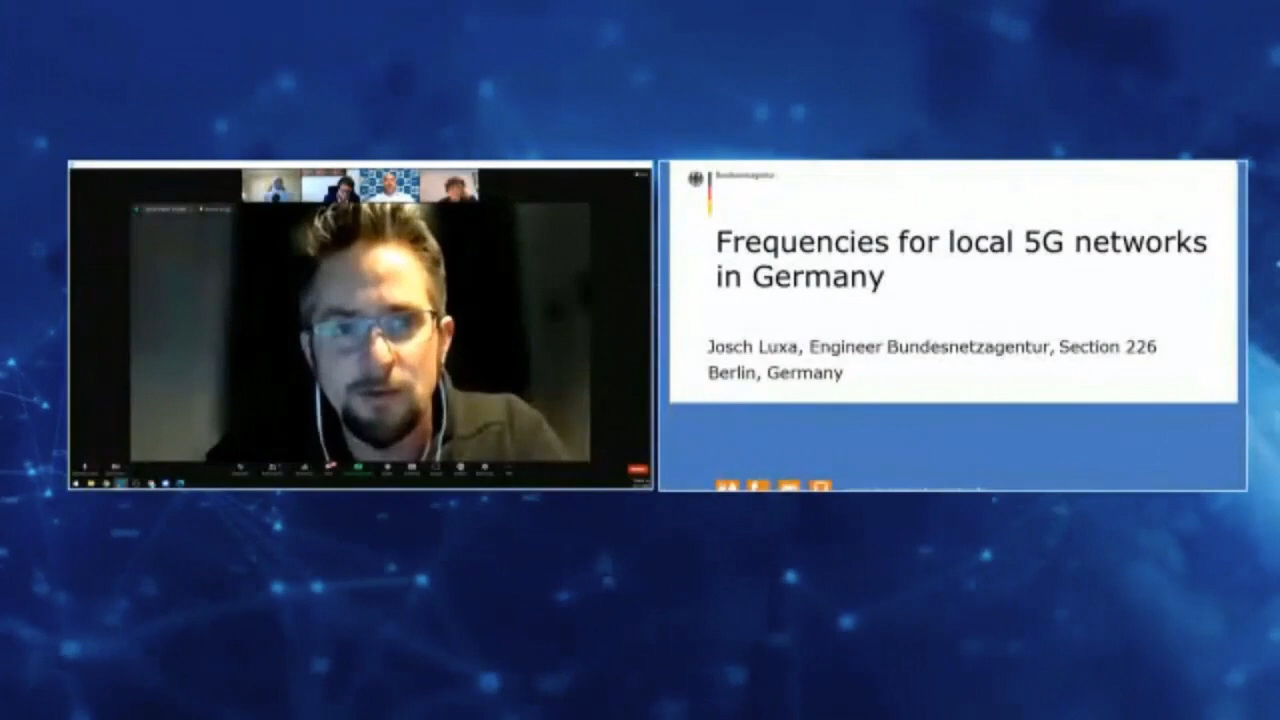 Frequencies for local 5G networks
in Germany
Josch Luxa, Engineer Bundesnetzagentur, Section 226
Berlin, Germany